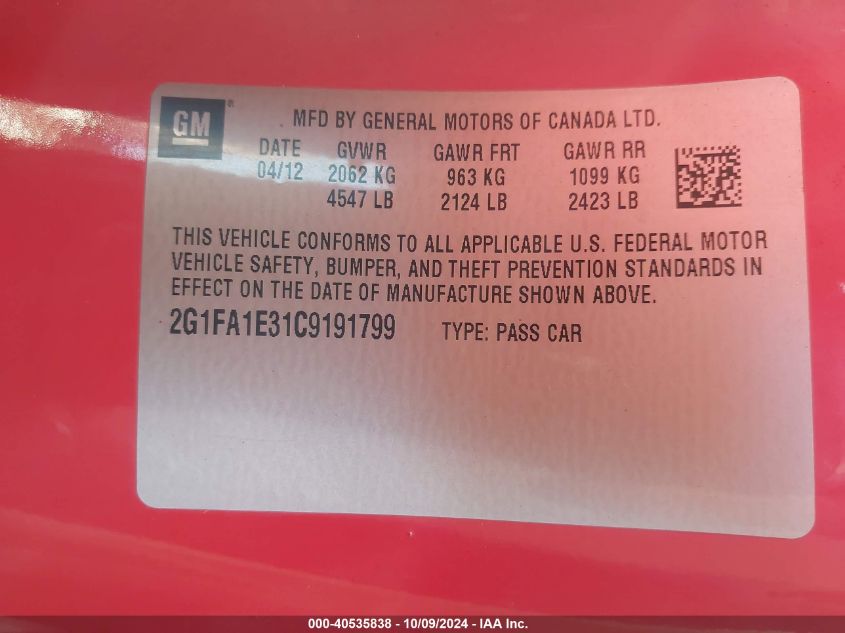 GM®
MFD BY GENERAL MOTORS OF CANADA LTD.
DATE GVWR GAWR FRT GAWR RR
04/12 2062 KG 963 KG 1099 KG
4547 LB 2124 LB 2423 LB
THIS VEHICLE CONFORMS TO ALL APPLICABLE U.S. FEDERAL MOTOR
VEHICLE SAFETY, BUMPER, AND THEFT PREVENTION STANDARDS IN
EFFECT ON THE DATE OF MANUFACTURE SHOWN ABOVE.
2G1FA1E31C9191799 TYPE: PASS CAR
000-40535838 - 10/09/2024 - IAA Inc.